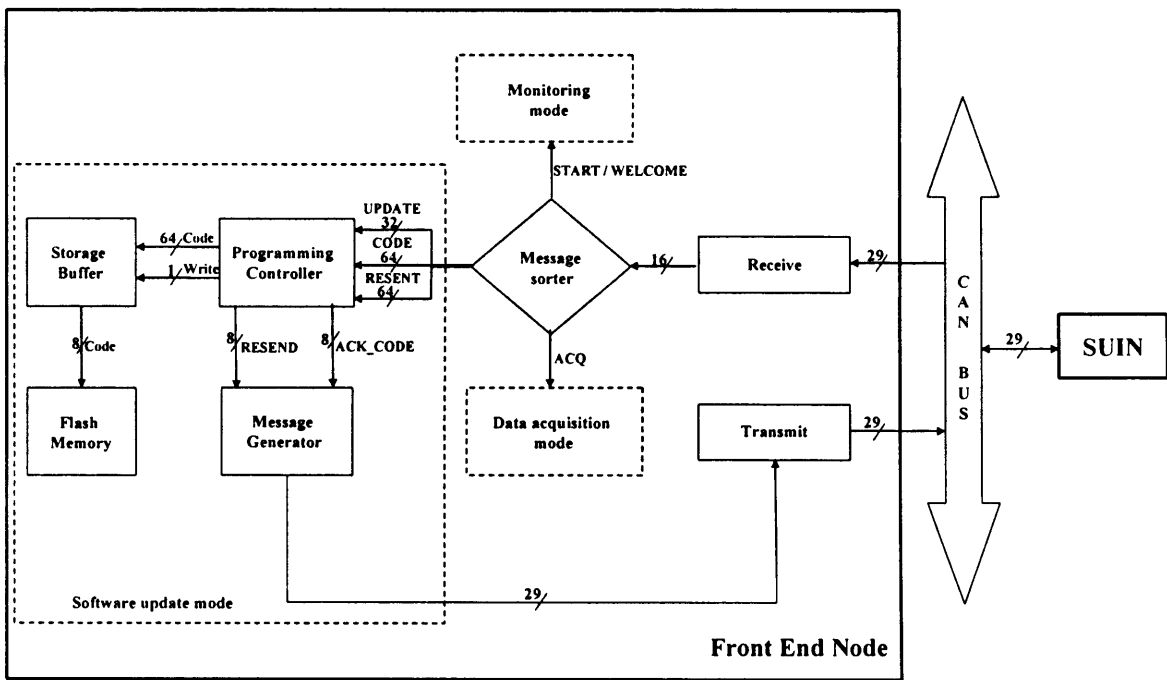 Monitoring
mode
START / WELCOME
UPDATE
32
CODE
64
RESENT
64
Storage
Buffer
64 Code
1 Write
Programming
Controller
Message
sorter
16
Receive
29
CAN BUS
29
SUIN
8 Code
8 RESEND
8 ACK_CODE
ACQ
Flash
Memory
Message
Generator
Data acquisition
mode
Transmit
29
Software update mode
29
Front End Node